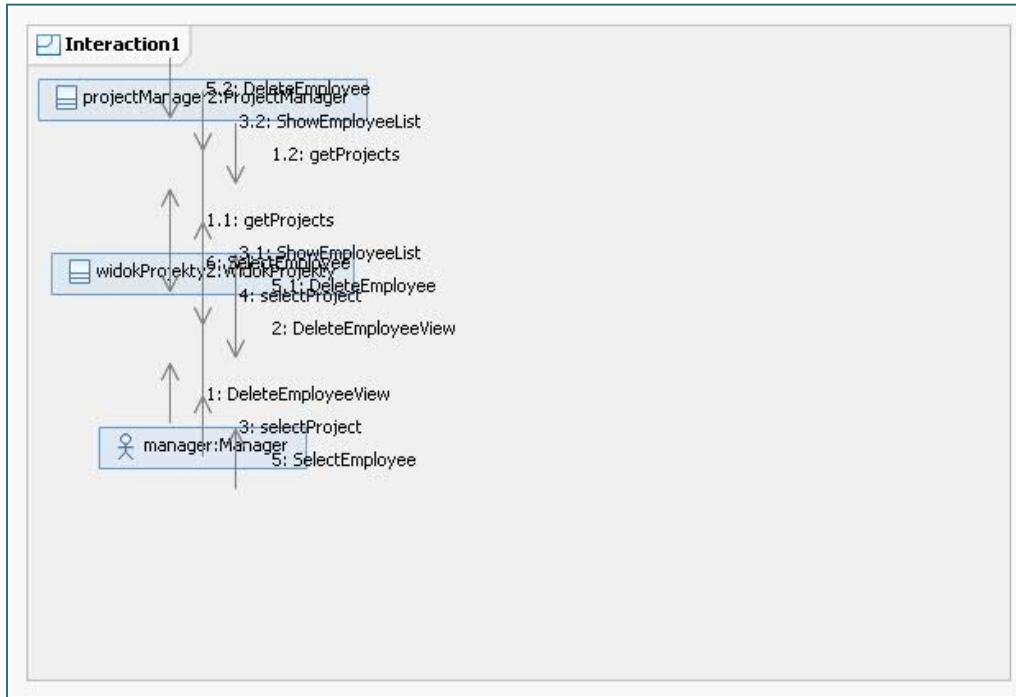 Interaction1
5.2: DeleteEmployee
projectManager2:ProjectManager
3.2: ShowEmployeeList
1.2: getProjects
1.1: getProjects
3.1: ShowEmployeeList
6: SelectEmployee
widokProjekty2:WidokProjekty
5.1: DeleteEmployee
4: selectProject
2: DeleteEmployeeView
1: DeleteEmployeeView
3: selectProject
manager:Manager
5: SelectEmployee